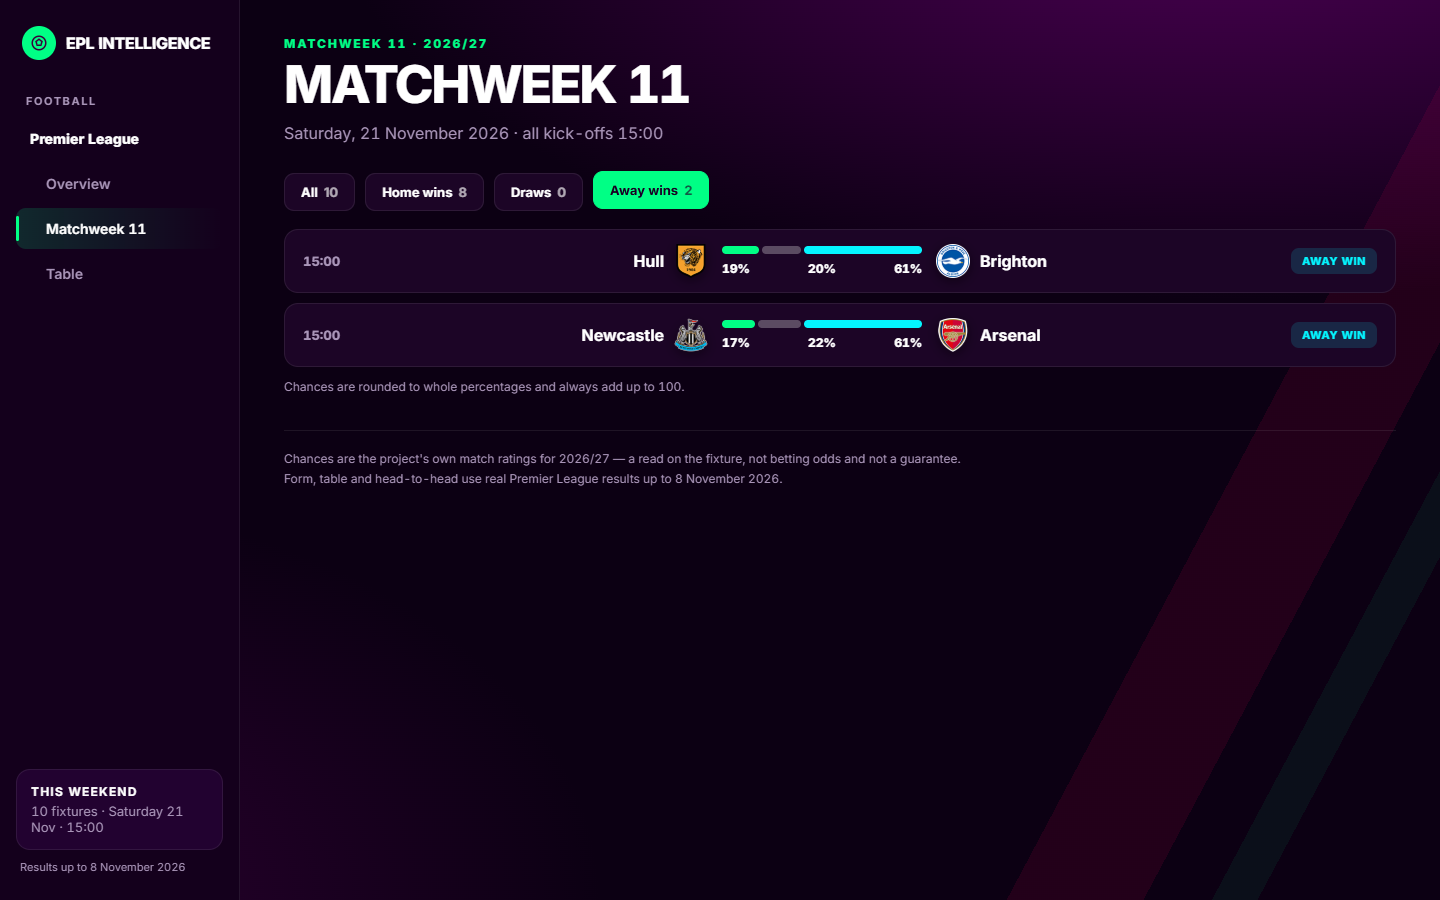 EPL INTELLIGENCE
FOOTBALL
Premier League
Overview
Matchweek 11
Table
THIS WEEKEND
10 fixtures · Saturday 21
Nov · 15:00
Results up to 8 November 2026
MATCHWEEK 11 · 2026/27
MATCHWEEK 11
Saturday, 21 November 2026 · all kick-offs 15:00
All 10 Home wins 8 Draws 0 Away wins 2
15:00 Hull 19% 20% 61% Brighton AWAY WIN
15:00 Newcastle 17% 22% 61% Arsenal AWAY WIN
Chances are rounded to whole percentages and always add up to 100.
Chances are the project's own match ratings for 2026/27 — a read on the fixture, not betting odds and not a guarantee.
Form, table and head-to-head use real Premier League results up to 8 November 2026.